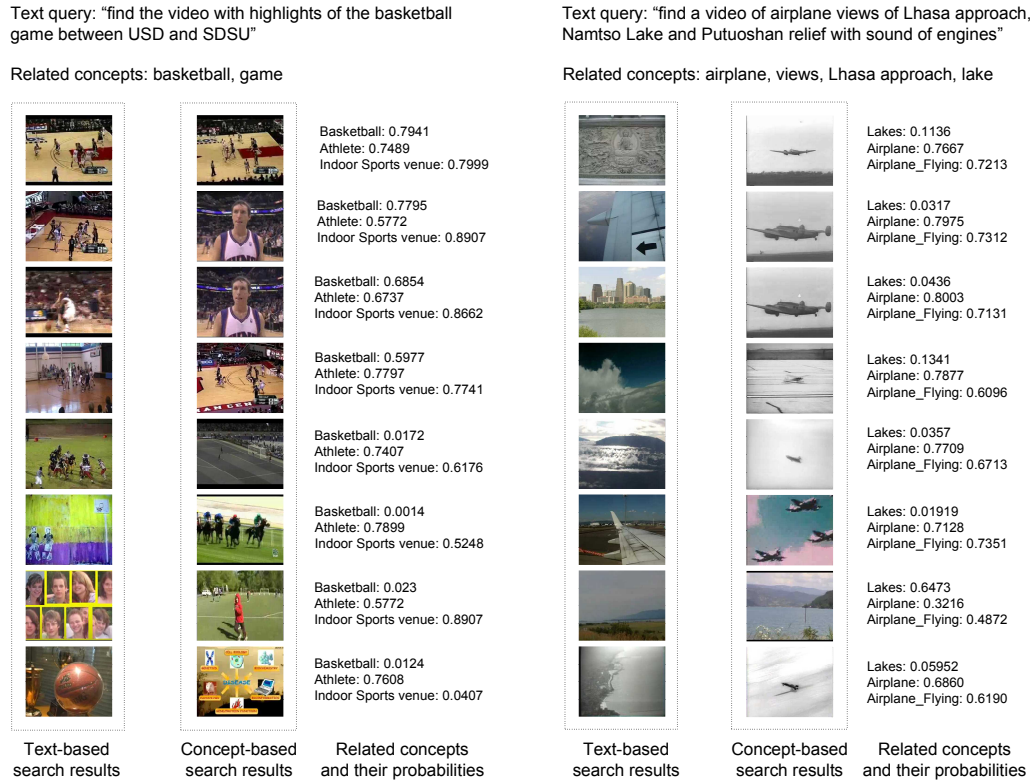 Text query: “find the video with highlights of the basketball
game between USD and SDSU”
Related concepts: basketball, game
Basketball: 0.7941
Athlete: 0.7489
Indoor Sports venue: 0.7999
Basketball: 0.7795
Athlete: 0.5772
Indoor Sports venue: 0.8907
Basketball: 0.6854
Athlete: 0.6737
Indoor Sports venue: 0.8662
Basketball: 0.5977
Athlete: 0.7797
Indoor Sports venue: 0.7741
Basketball: 0.0172
Athlete: 0.7407
Indoor Sports venue: 0.6176
Basketball: 0.0014
Athlete: 0.7899
Indoor Sports venue: 0.5248
Basketball: 0.023
Athlete: 0.5772
Indoor Sports venue: 0.8907
Basketball: 0.0124
Athlete: 0.7608
Indoor Sports venue: 0.0407
Text-based
search results
Concept-based
search results
Related concepts
and their probabilities
Text query: “find a video of airplane views of Lhasa approach,
Namtso Lake and Putuoshan relief with sound of engines”
Related concepts: airplane, views, Lhasa approach, lake
Lakes: 0.1136
Airplane: 0.7667
Airplane_Flying: 0.7213
Lakes: 0.0317
Airplane: 0.7975
Airplane_Flying: 0.7312
Lakes: 0.0436
Airplane: 0.8003
Airplane_Flying: 0.7131
Lakes: 0.1341
Airplane: 0.7877
Airplane_Flying: 0.6096
Lakes: 0.0357
Airplane: 0.7709
Airplane_Flying: 0.6713
Lakes: 0.01919
Airplane: 0.7128
Airplane_Flying: 0.7351
Lakes: 0.6473
Airplane: 0.3216
Airplane_Flying: 0.4872
Lakes: 0.05952
Airplane: 0.6860
Airplane_Flying: 0.6190
Text-based
search results
Concept-based
search results
Related concepts
and their probabilities